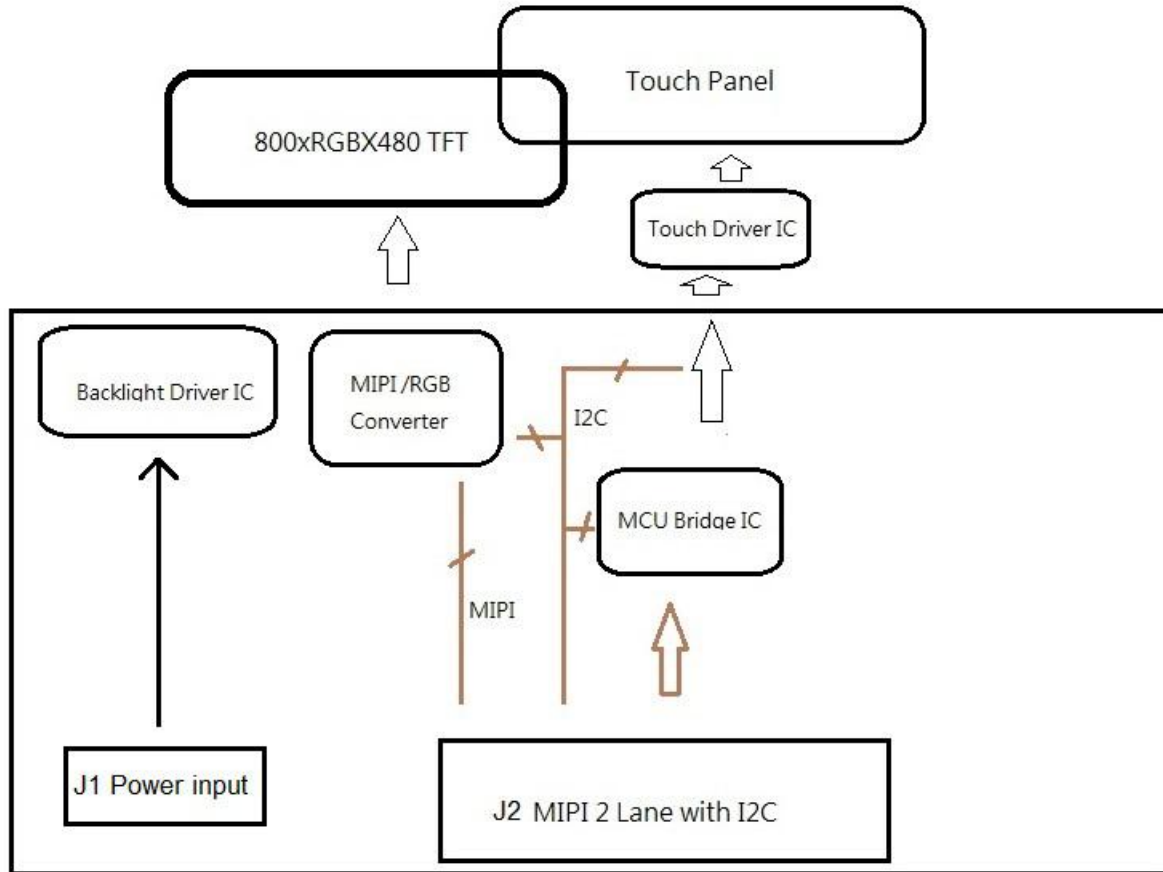 Touch Panel
800xRGBX480 TFT
Touch Driver IC
Backlight Driver IC
MIPI /RGB
Converter
I2C
MCU Bridge IC
MIPI
J1 Power input
J2 MIPI 2 Lane with I2C